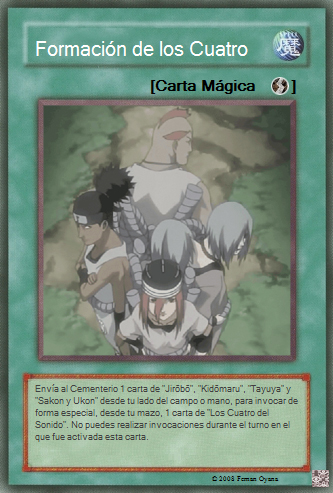 Formación de los Cuatro
魔
[Carta Mágica ]
Envía al Cementerio 1 carta de "Jirōbō", "Kidōmaru", "Tayuya" y
"Sakon y Ukon" desde tu lado del campo o mano, para invocar de
forma especial, desde tu mazo, 1 carta de "Los Cuatro del
Sonido". No puedes realizar invocaciones durante el turno en el
que fue activada esta carta.
©2008 Fernan Oyana